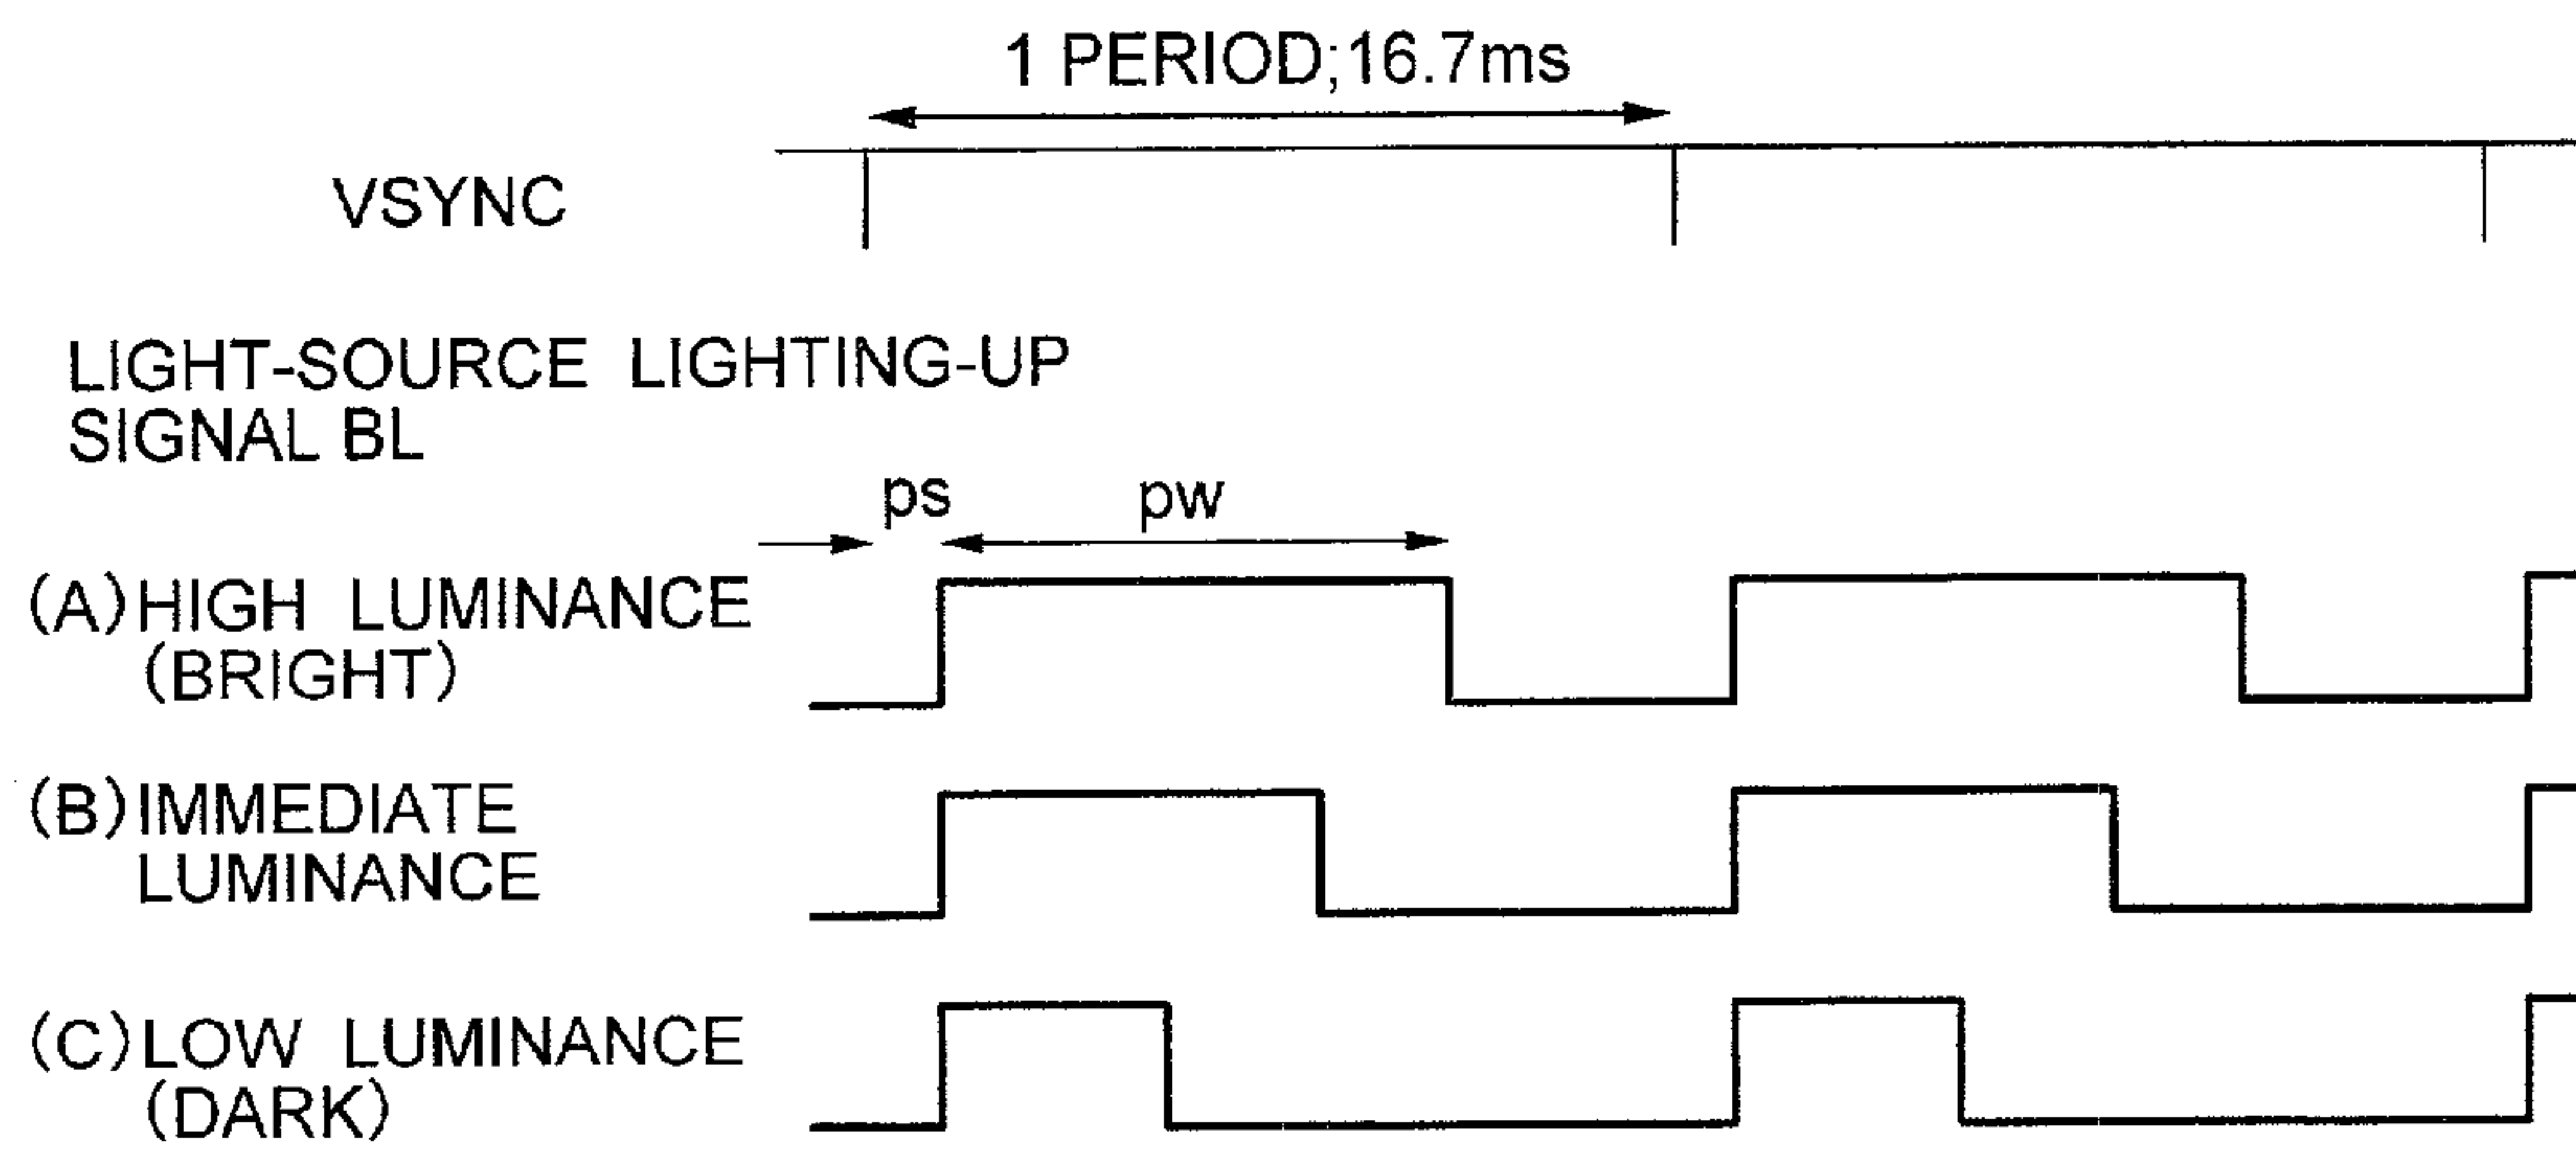 1 PERIOD;16.7ms
VSYNC
LIGHT-SOURCE LIGHTING-UP
SIGNAL BL
ps
pw
(A) HIGH LUMINANCE
(BRIGHT)
(B) IMMEDIATE
LUMINANCE
(C) LOW LUMINANCE
(DARK)